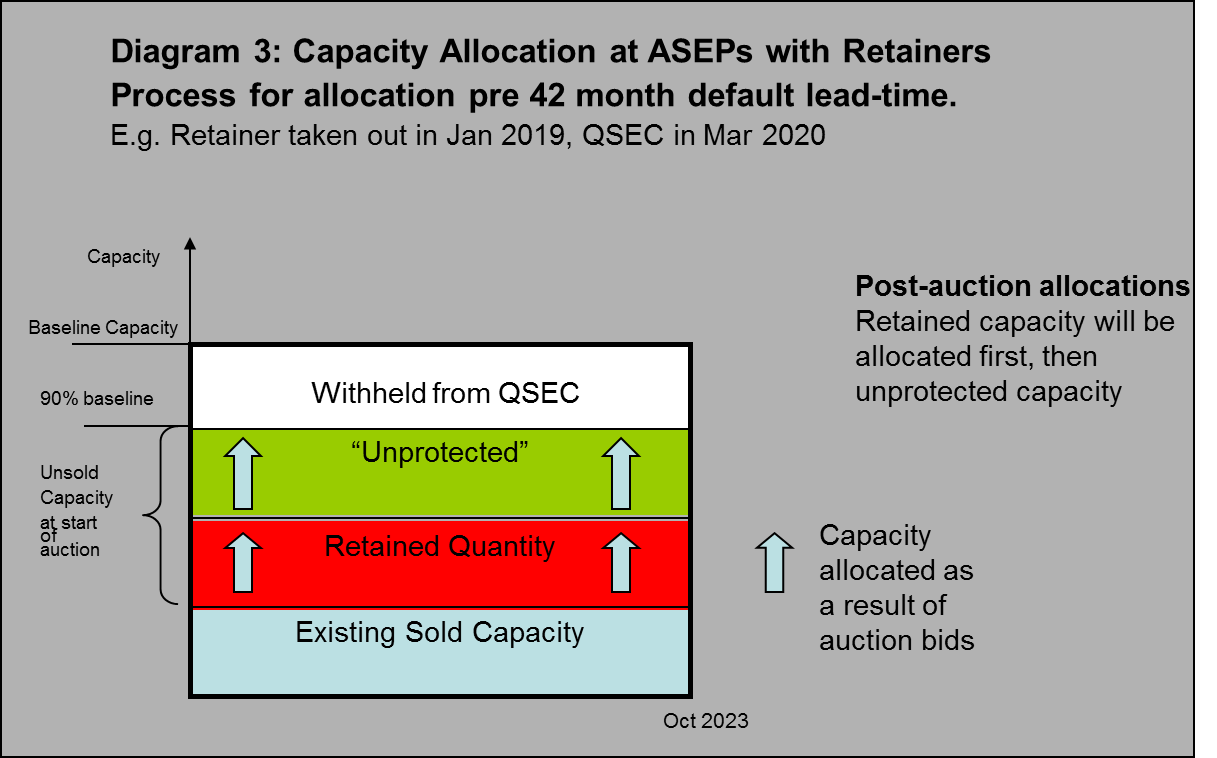 Diagram 3: Capacity Allocation at ASEPs with Retainers
Process for allocation pre 42 month default lead-time.
E.g. Retainer taken out in Jan 2019, QSEC in Mar 2020
Capacity
Baseline Capacity
90% baseline
Unsold
Capacity
at start
of
auction
Withheld from QSEC
“Unprotected”
Retained Quantity
Existing Sold Capacity
Oct 2023
Post-auction allocations
Retained capacity will be
allocated first, then
unprotected capacity
Capacity
allocated as
a result of
auction bids